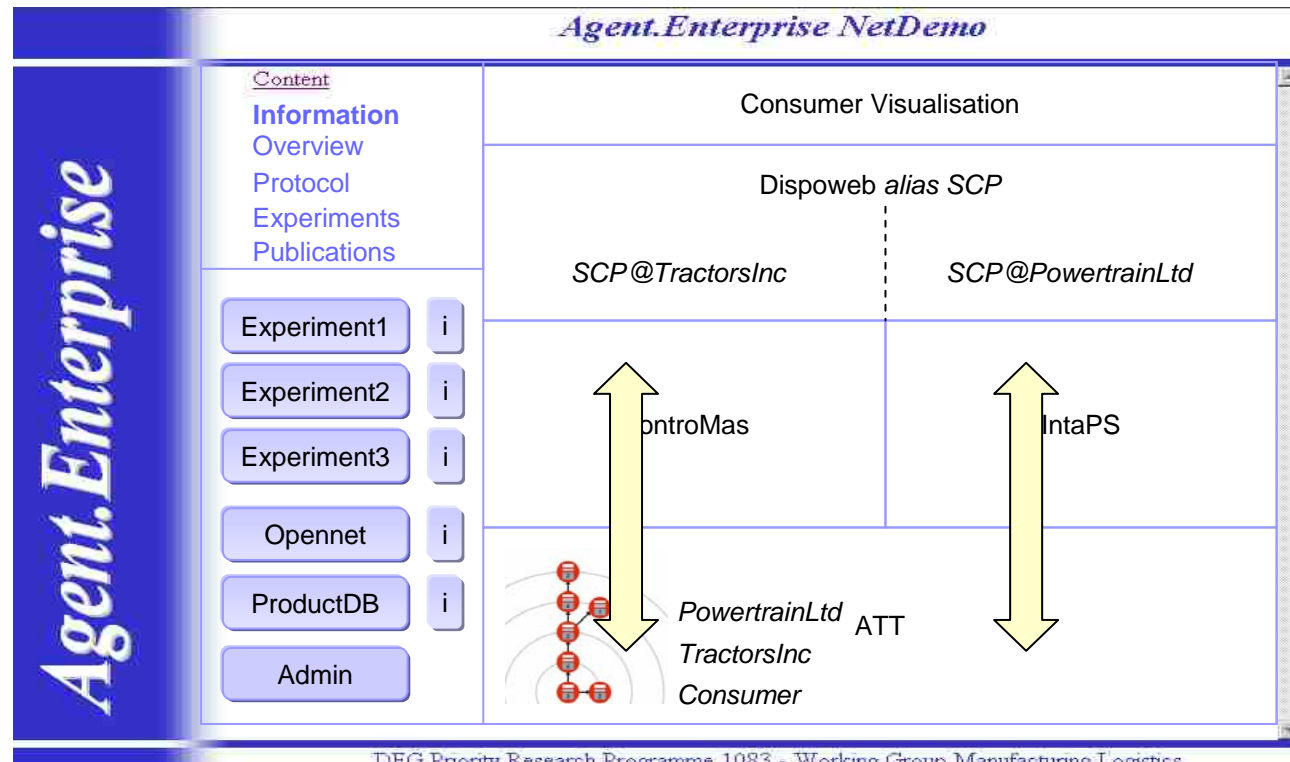 Agent.Enterprise NetDemo
Agent.Enterprise
Content
Information
Overview
Protocol
Experiments
Publications
Experiment1 i
Experiment2 i
Experiment3 i
Opennet i
ProductDB i
Admin
Consumer Visualisation
Dispoweb alias SCP
SCP@TractorsInc
SCP@PowertrainLtd
ontroMas
IntaPS
PowertrainLtd
ATT
TractorsInc
Consumer
DFG Priority Research Programme 1083 - Working Group Manufacturing Logistics